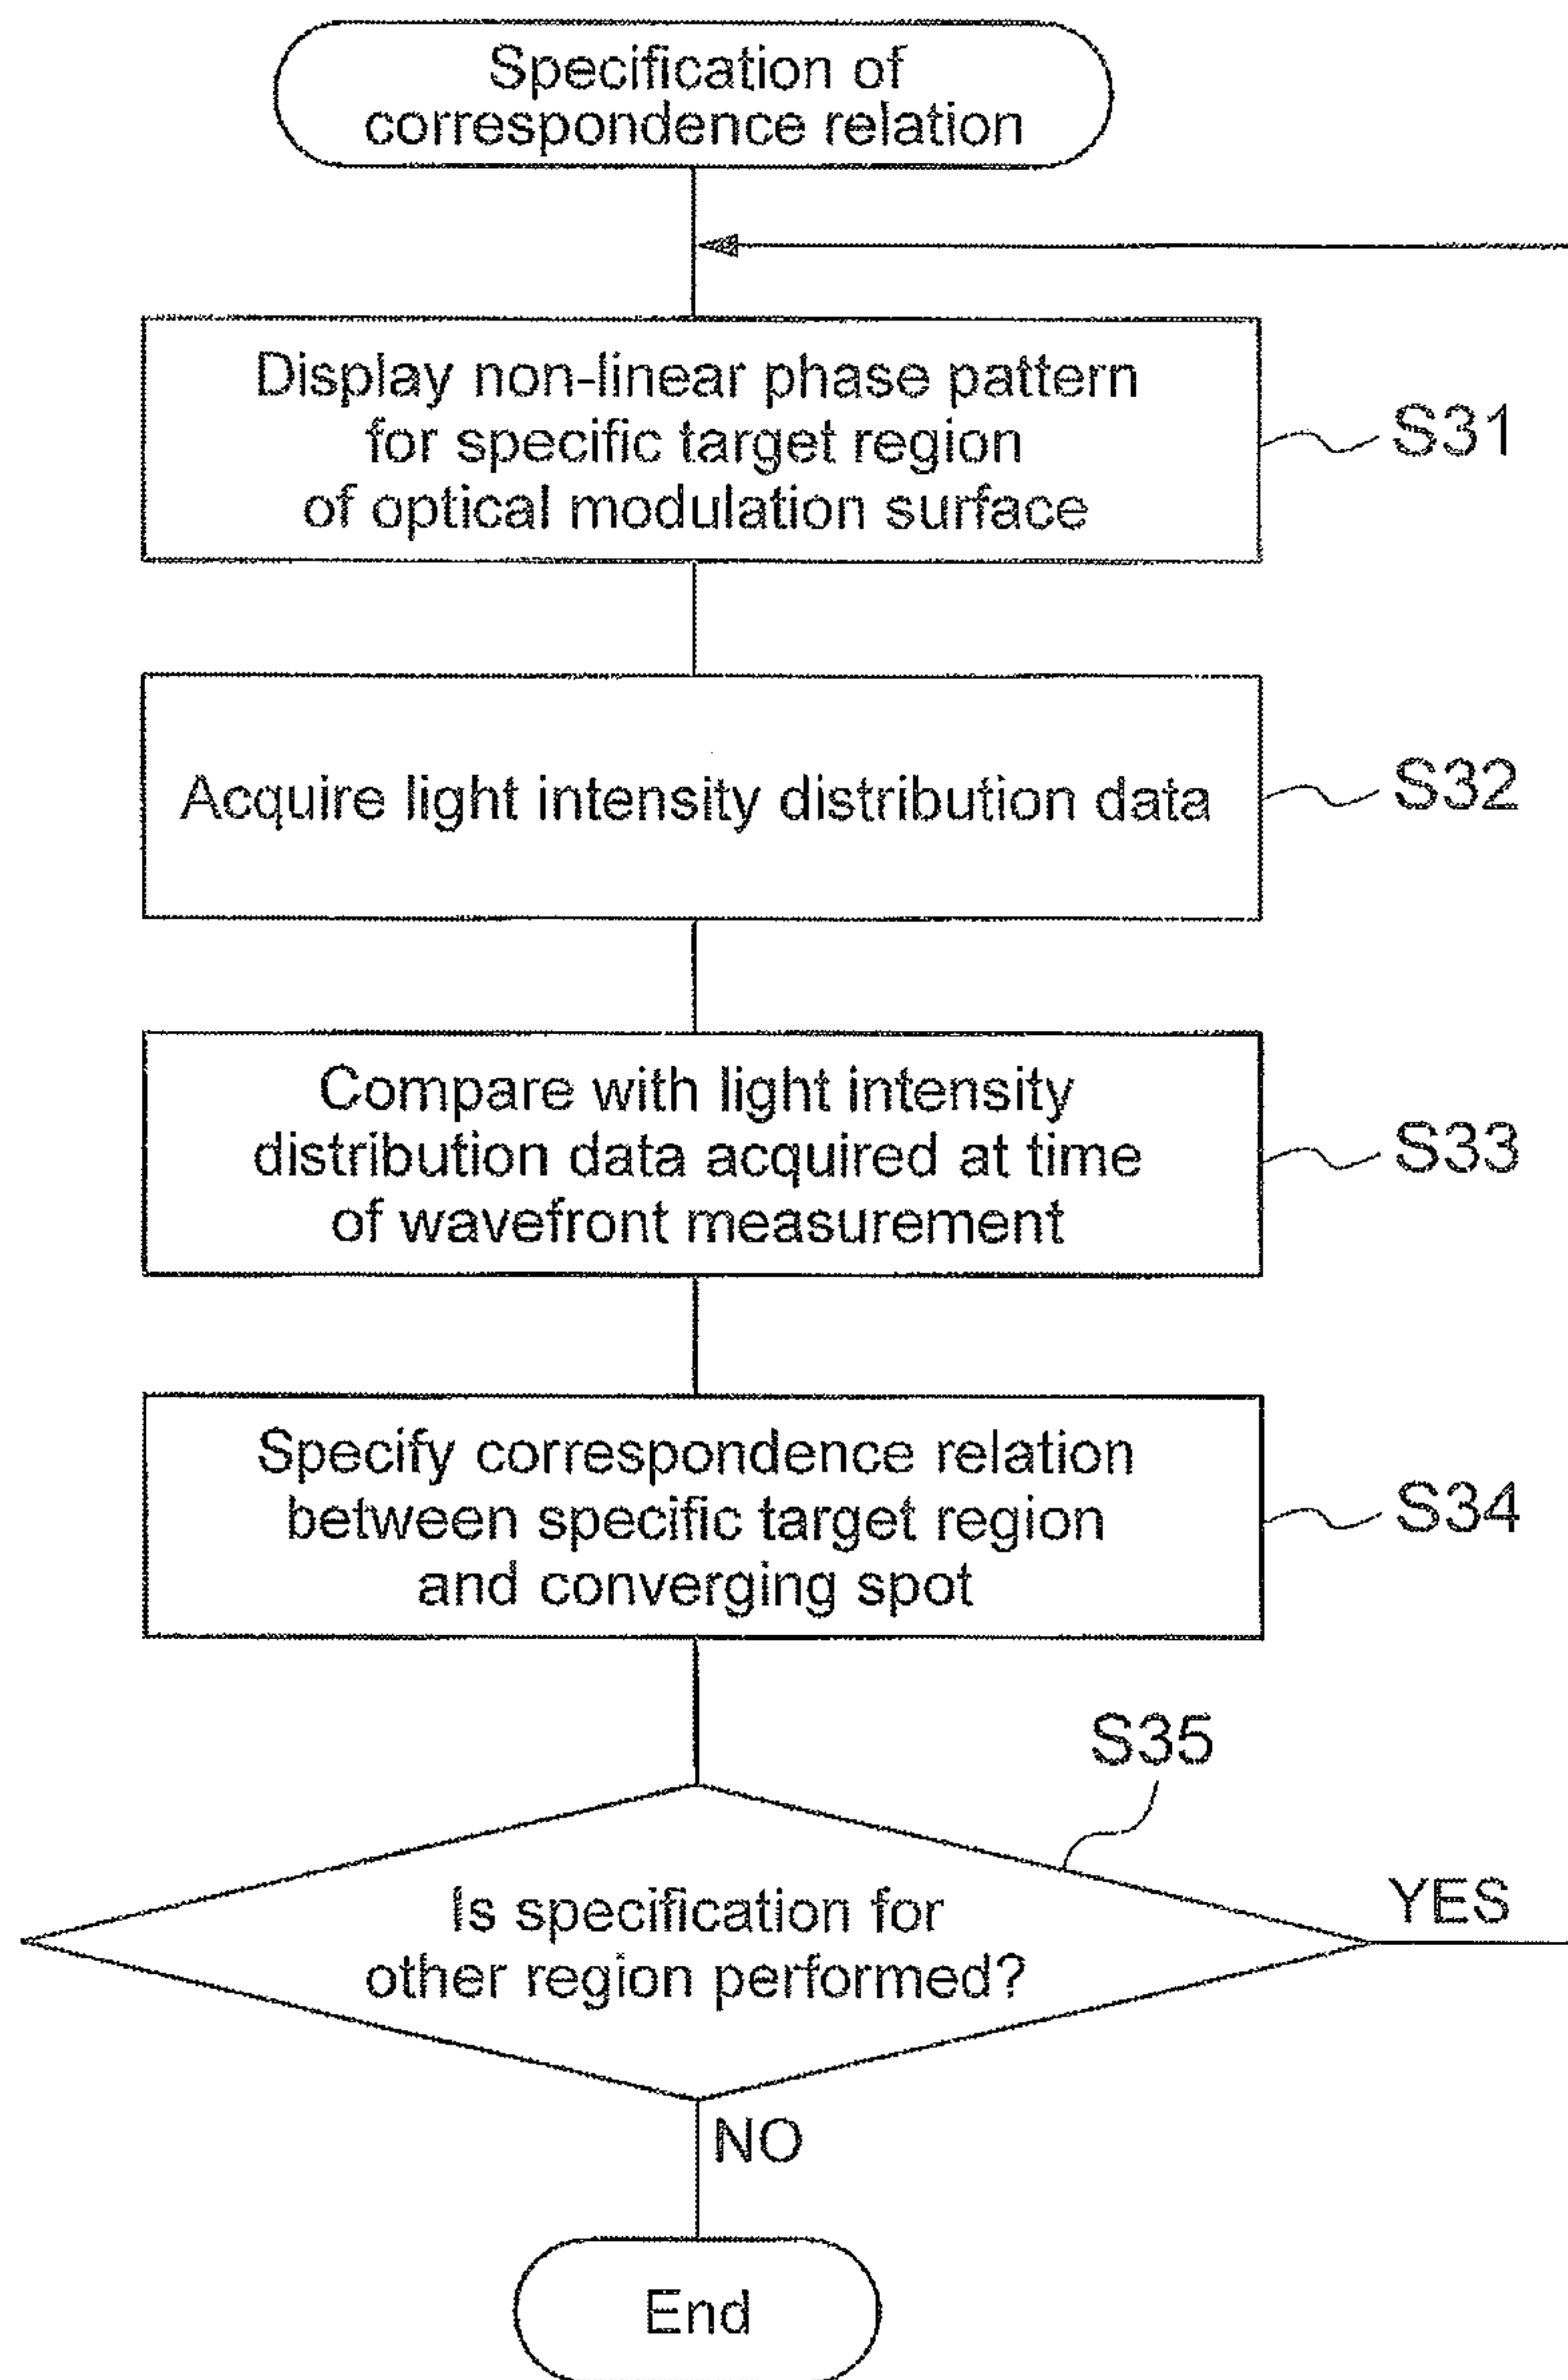 Specification of
correspondence relation
Display non-linear phase pattern
for specific target region
of optical modulation surface
S31
Acquire light intensity distribution data
S32
Compare with light intensity
distribution data acquired at time
of wavefront measurement
S33
Specify correspondence relation
between specific target region
and converging spot
S34
S35
Is specification for
other region performed?
YES
NO
End